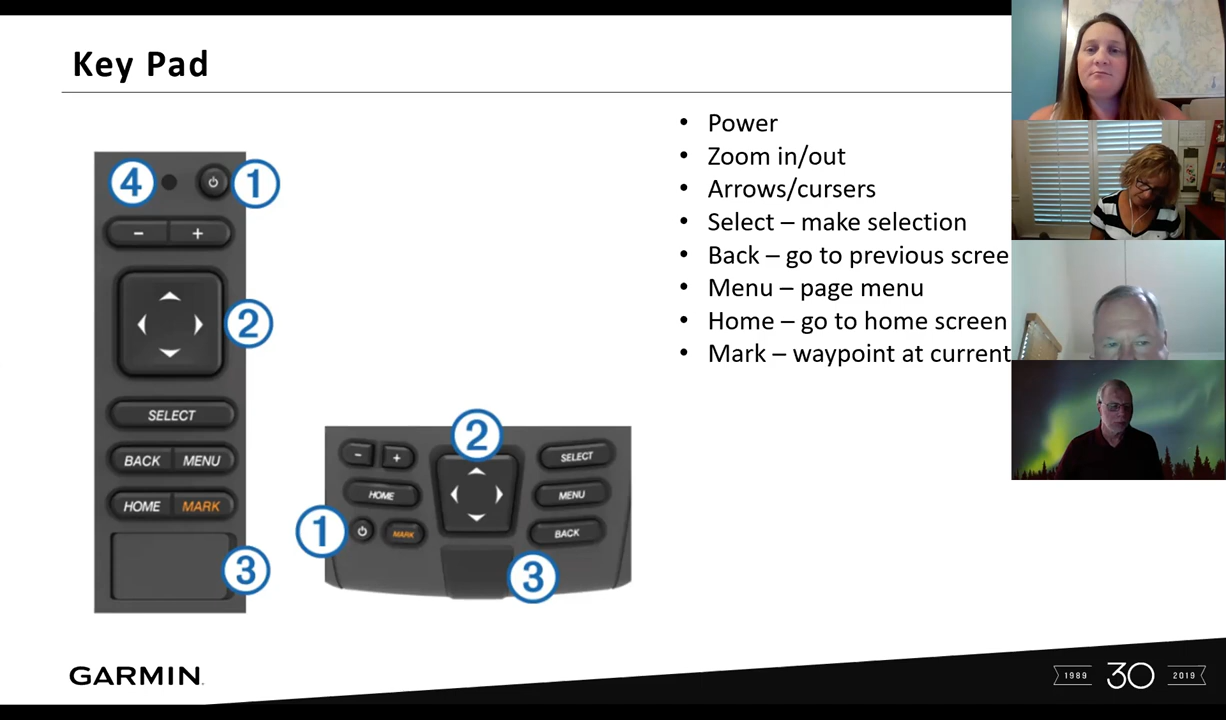 Key Pad
4
1
− +
2
SELECT
BACK MENU
HOME MARK
3
2
− +
SELECT
HOME
MENU
1
MARK
BACK
3
• Power
• Zoom in/out
• Arrows/cursers
• Select – make selection
• Back – go to previous scree
• Menu – page menu
• Home – go to home screen
• Mark – waypoint at current
GARMIN
1989 30 2019